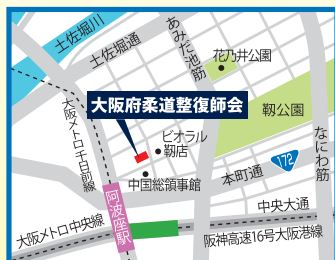 土佐堀川
土佐堀通
あみだ池筋
花乃井公園
大阪府柔道整復師会
靱公園
なにわ筋
ビオラル
靱店
大阪メトロ千日前線
中国総領事館
本町通
172
阿波座駅
中央大通
大阪メトロ中央線
阪神高速16号大阪港線